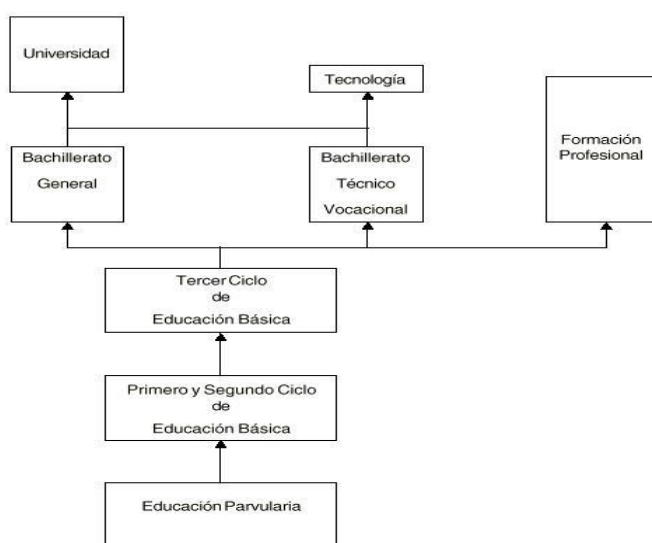 Universidad
Tecnología
Formación
Profesional
Bachillerato
General
Bachillerato
Técnico
Vocacional
Tercer Ciclo
de
Educación Básica
Primero y Segundo Ciclo
de
Educación Básica
Educación Parvularia